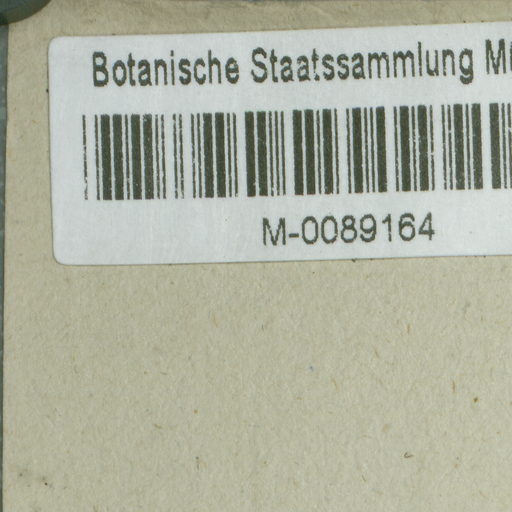 Botanische Staatssammlung
M-0089164